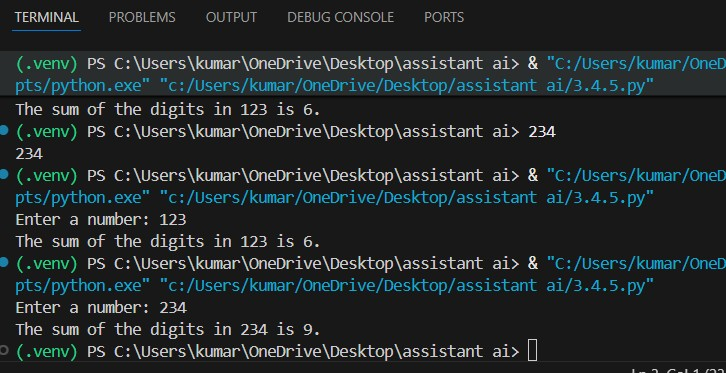 TERMINAL PROBLEMS OUTPUT DEBUG CONSOLE PORTS
(.venv) PS C:\Users\kumar\OneDrive\Desktop\assistant ai> & "C:/Users/kumar/OneD
pts/python.exe" "c:/Users/kumar/OneDrive/Desktop/assistant ai/3.4.5.py"
The sum of the digits in 123 is 6.
(.venv) PS C:\Users\kumar\OneDrive\Desktop\assistant ai> 234
234
(.venv) PS C:\Users\kumar\OneDrive\Desktop\assistant ai> & "C:/Users/kumar/OneD
pts/python.exe" "c:/Users/kumar/OneDrive/Desktop/assistant ai/3.4.5.py"
Enter a number: 123
The sum of the digits in 123 is 6.
(.venv) PS C:\Users\kumar\OneDrive\Desktop\assistant ai> & "C:/Users/kumar/OneD
pts/python.exe" "c:/Users/kumar/OneDrive/Desktop/assistant ai/3.4.5.py"
Enter a number: 234
The sum of the digits in 234 is 9.
(.venv) PS C:\Users\kumar\OneDrive\Desktop\assistant ai>